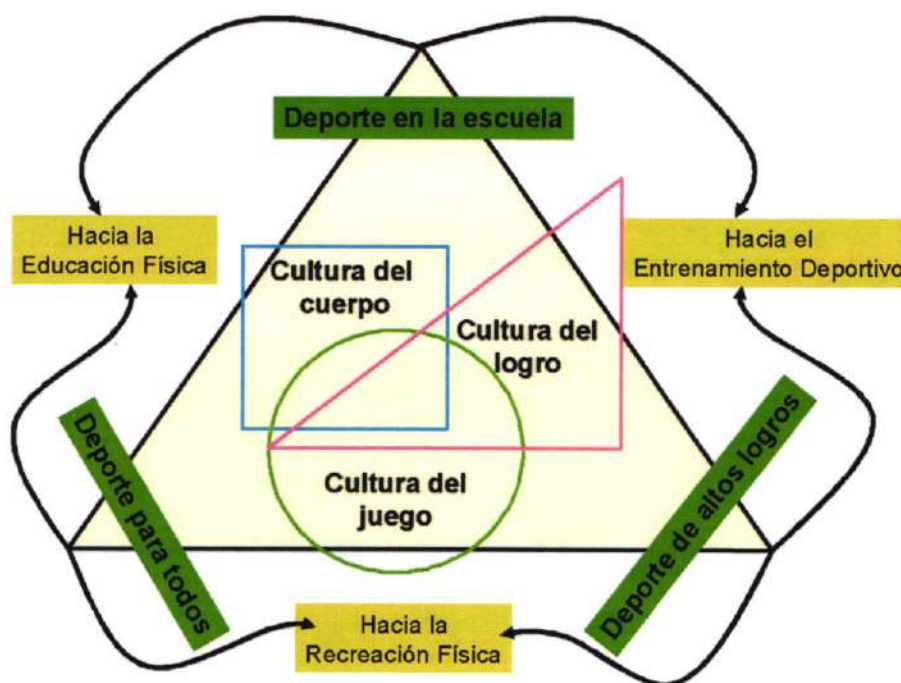 Deporte en la escuela
Hacia la
Educación Física
Hacia el
Entrenamiento Deportivo
Cultura del
cuerpo
Cultura del
logro
Cultura del
juego
Deporte para todos
Deporte de altos logros
Hacia la
Recreación Física